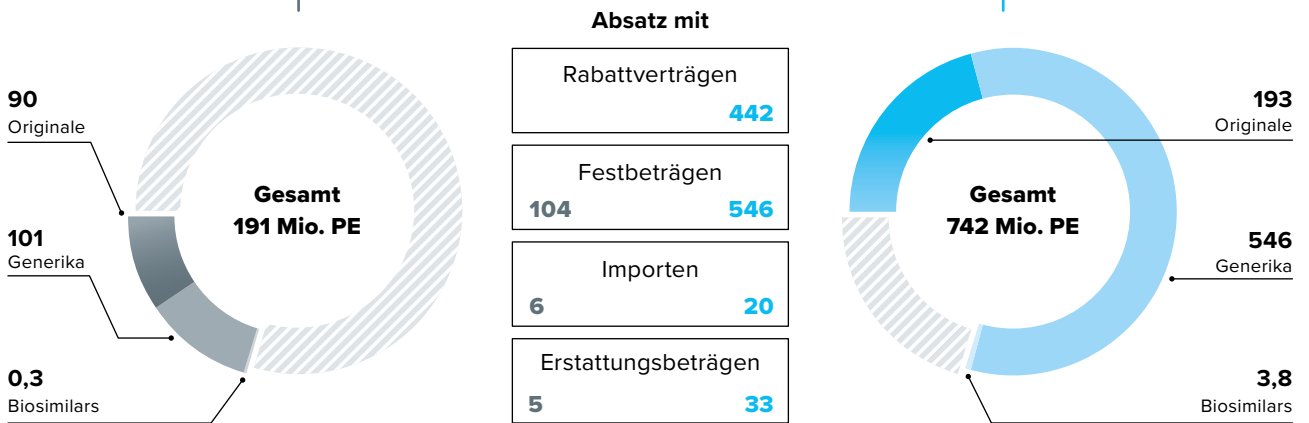 Absatz mit
90
Originale
101
Generika
0,3
Biosimilars
Gesamt
191 Mio. PE
Rabattverträgen
442
Festbeträgen
104 546
Importen
6 20
Erstattungsbeträgen
5 33
Gesamt
742 Mio. PE
193
Originale
546
Generika
3,8
Biosimilars